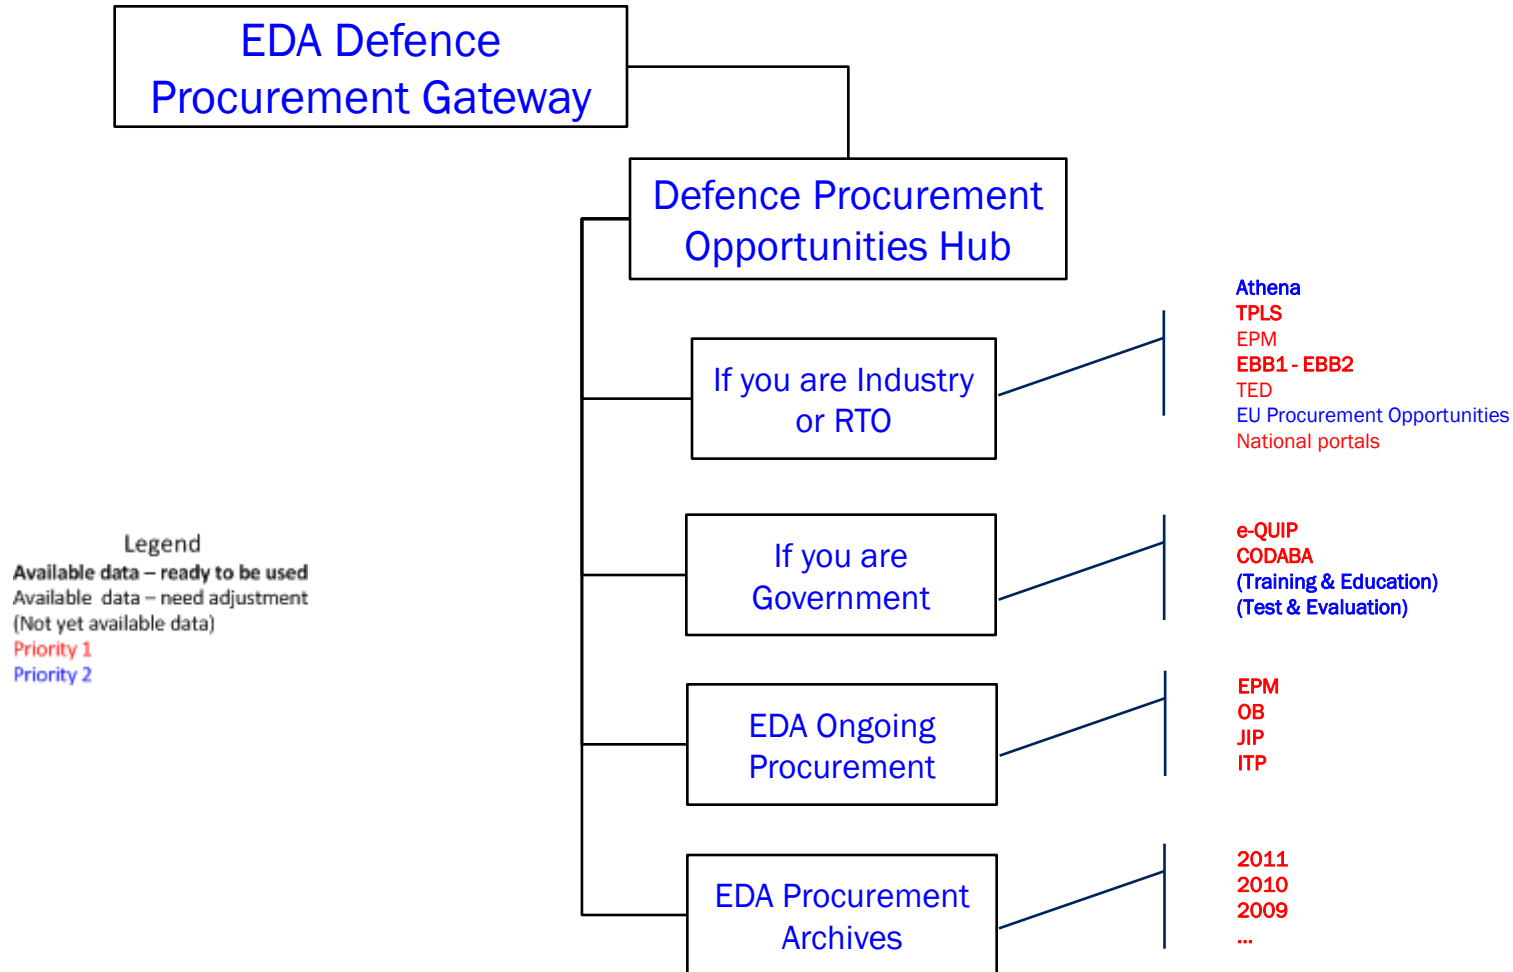 EDA Defence
Procurement Gateway
Defence Procurement
Opportunities Hub
If you are Industry
or RTO
Athena
TPLS
EPM
EBB1 - EBB2
TED
EU Procurement Opportunities
National portals
If you are
Government
e-QUIP
CODABA
(Training & Education)
(Test & Evaluation)
Legend
Available data – ready to be used
Available data – need adjustment
(Not yet available data)
Priority 1
Priority 2
EDA Ongoing
Procurement
EPM
OB
JIP
ITP
EDA Procurement
Archives
2011
2010
2009
...